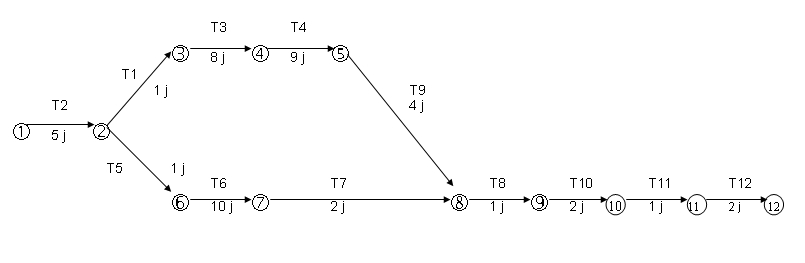 T3 T4
③ 8 j ④ 9 j ⑤
T1
1 j
T9
4 j
T2
① 5 j ②
T5 1 j
T6 T7 T8 T10 T11 T12
⑥ 10 j ⑦ 2 j ⑧ 1 j ⑨ 2 j ⑩ 1 j ⑪ 2 j ⑫